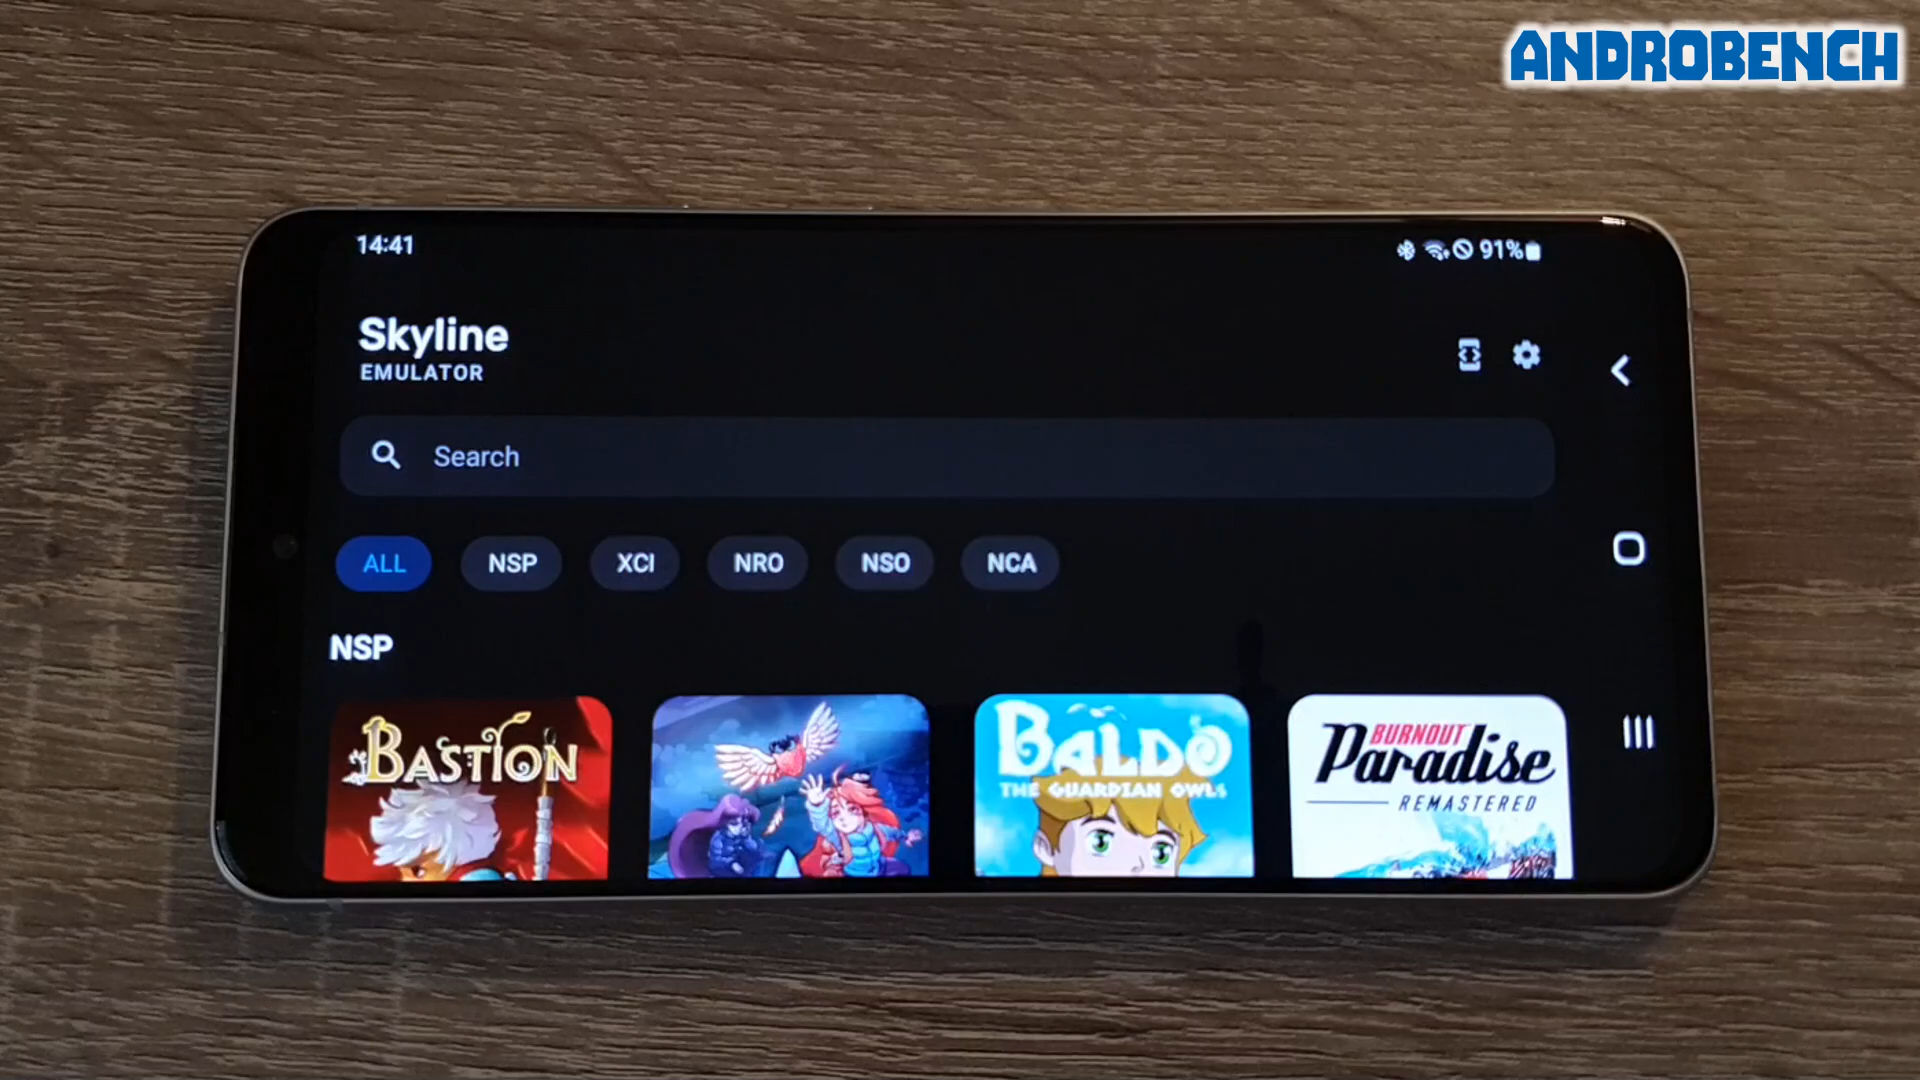 ANDROBENCH
14:41
91%
Skyline
EMULATOR
Search
ALL NSP XCI NRO NSO NCA
NSP
BASTION
BALDO
THE GUARDIAN OWLS
BURNOUT
Paradise
REMASTERED